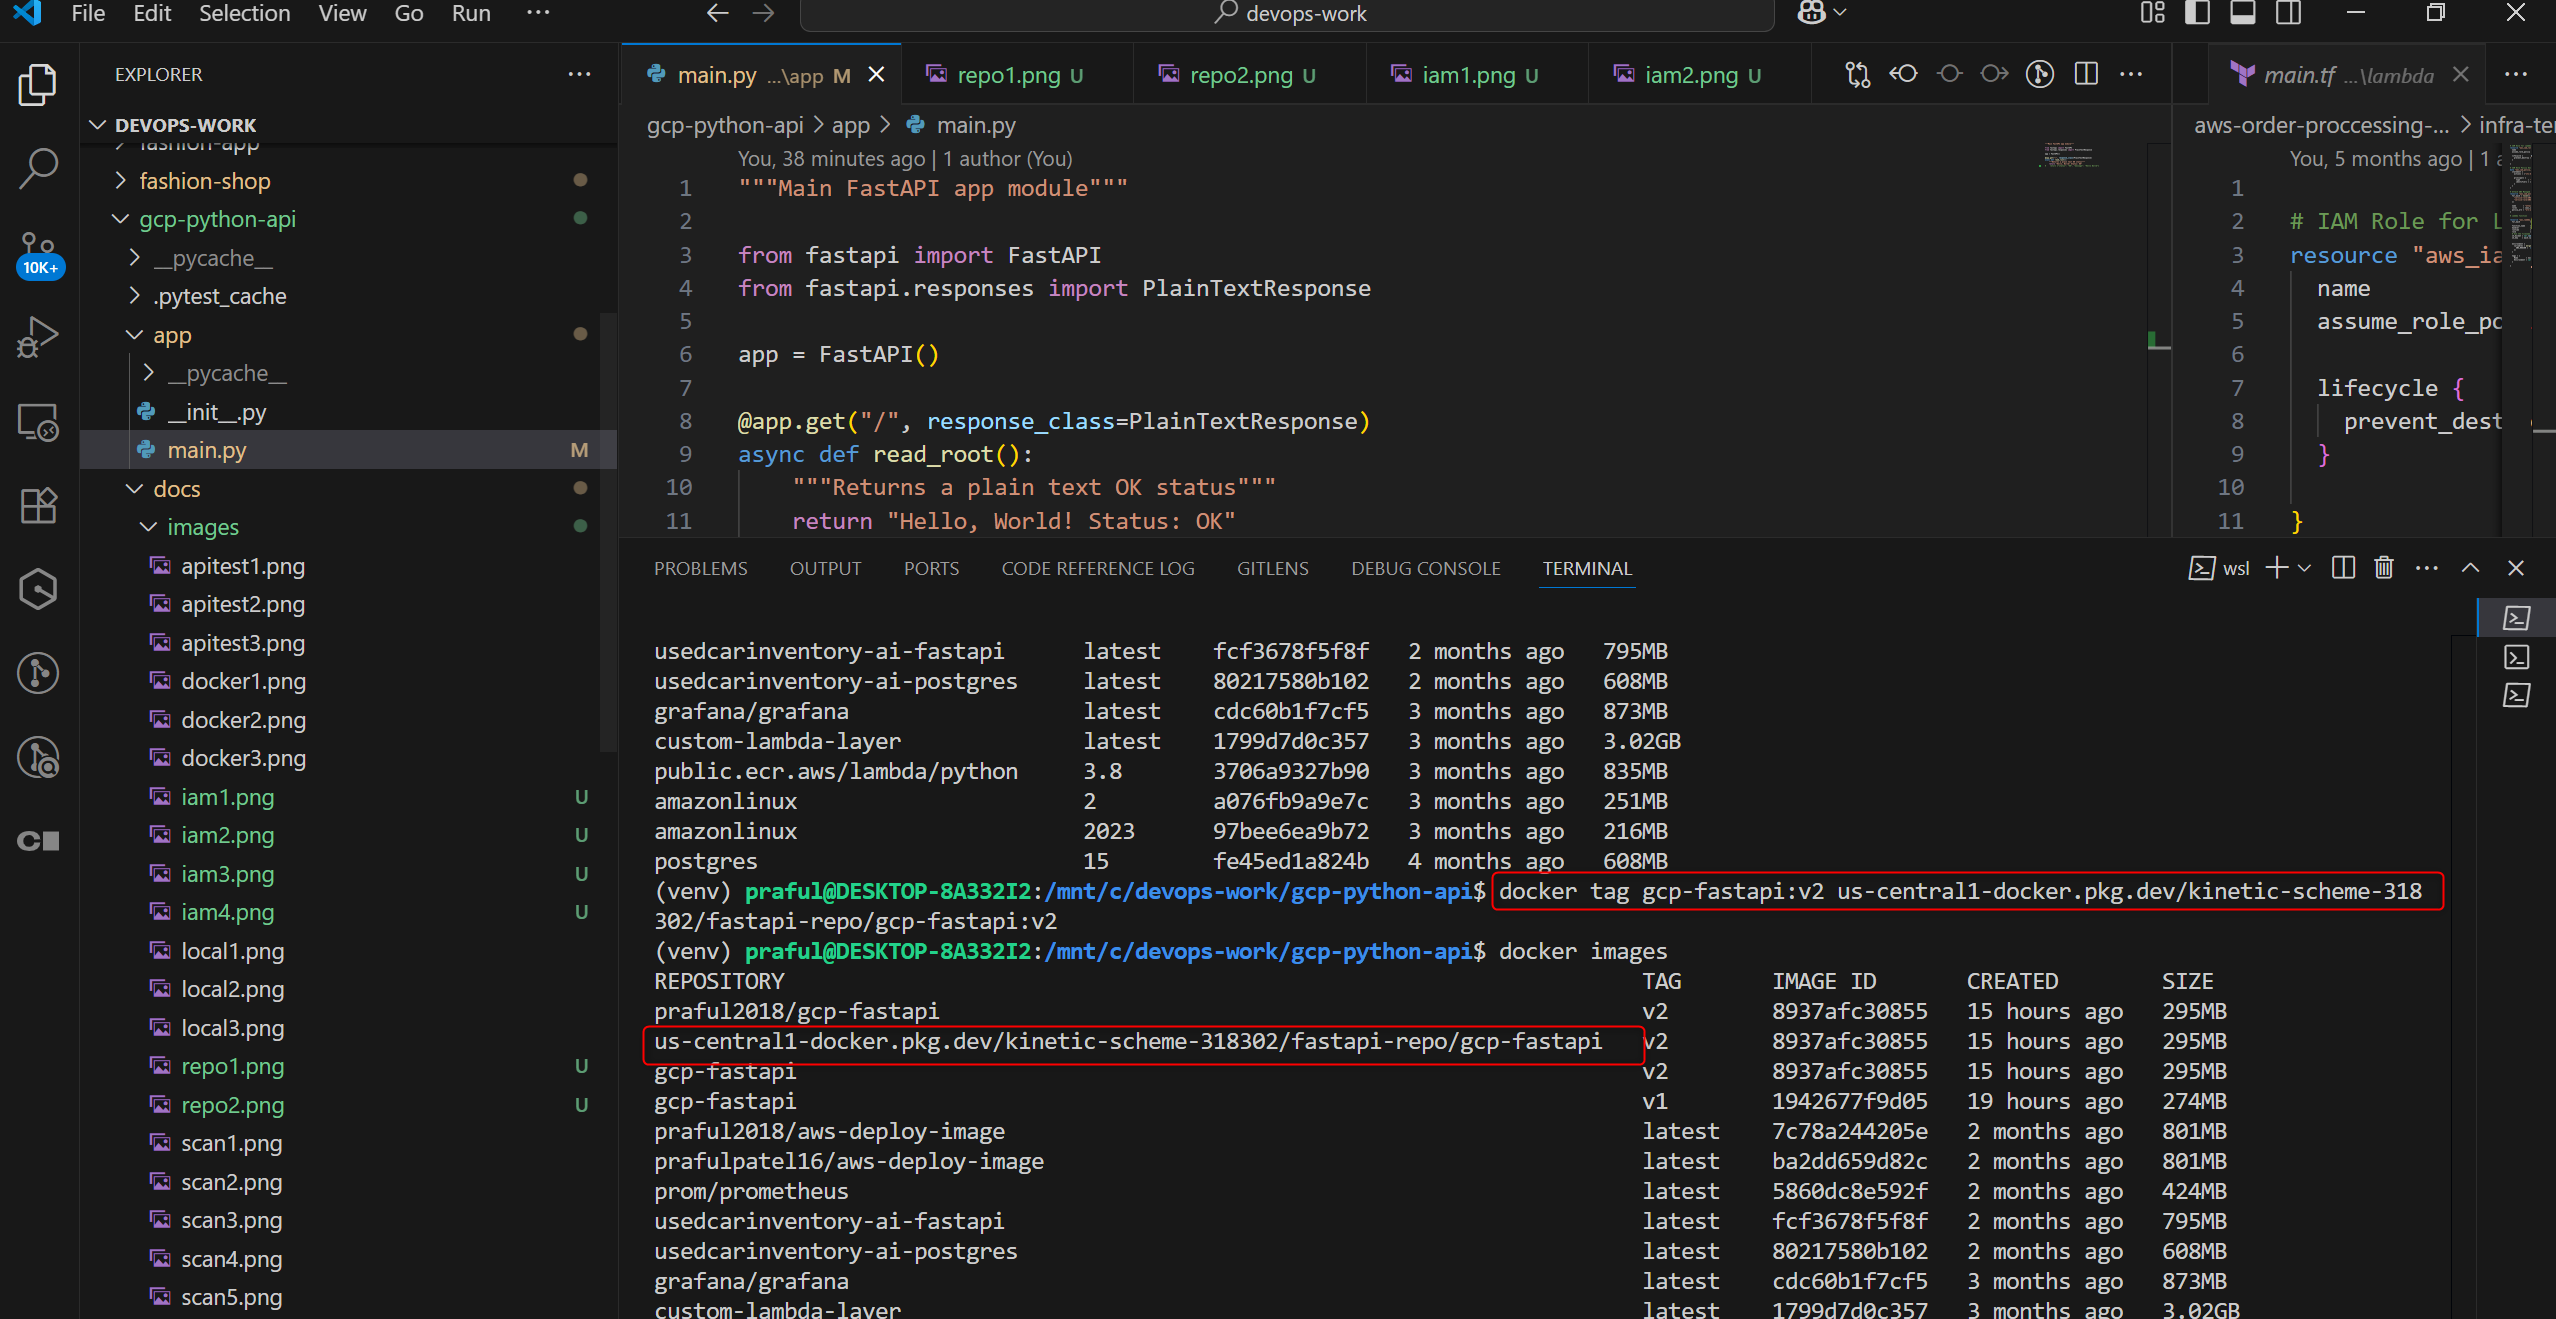 File Edit Selection View Go Run ··· devops-work
EXPLORER ···
DEVOPS-WORK
fashion-app
fashion-shop
gcp-python-api
__pycache__
.pytest_cache
app
__pycache__
__init__.py
main.py M
docs
images
apitest1.png
apitest2.png
apitest3.png
docker1.png
docker2.png
docker3.png
iam1.png U
iam2.png U
iam3.png U
iam4.png U
local1.png
local2.png
local3.png
repo1.png U
repo2.png U
scan1.png
scan2.png
scan3.png
scan4.png
scan5.png
10K+
main.py ...\app M repo1.png U repo2.png U iam1.png U iam2.png U
gcp-python-api > app > main.py
You, 38 minutes ago | 1 author (You)
1 """Main FastAPI app module"""
2
3 from fastapi import FastAPI
4 from fastapi.responses import PlainTextResponse
5
6 app = FastAPI()
7
8 @app.get("/", response_class=PlainTextResponse)
9 async def read_root():
10 """Returns a plain text OK status"""
11 return "Hello, World! Status: OK"
main.tf ...\lambda
aws-order-proccessing-... > infra-te
You, 5 months ago | 1
1
2 # IAM Role for L
3 resource "aws_ia
4 name
5 assume_role_po
6
7 lifecycle {
8 prevent_dest
9 }
10
11 }
PROBLEMS OUTPUT PORTS CODE REFERENCE LOG GITLENS DEBUG CONSOLE TERMINAL wsl
usedcarinventory-ai-fastapi latest fcf3678f5f8f 2 months ago 795MB
usedcarinventory-ai-postgres latest 80217580b102 2 months ago 608MB
grafana/grafana latest cdc60b1f7cf5 3 months ago 873MB
custom-lambda-layer latest 1799d7d0c357 3 months ago 3.02GB
public.ecr.aws/lambda/python 3.8 3706a9327b90 3 months ago 835MB
amazonlinux 2 a076fb9a9e7c 3 months ago 251MB
amazonlinux 2023 97bee6ea9b72 3 months ago 216MB
postgres 15 fe45ed1a824b 4 months ago 608MB
(venv) praful@DESKTOP-8A332I2:/mnt/c/devops-work/gcp-python-api$ docker tag gcp-fastapi:v2 us-central1-docker.pkg.dev/kinetic-scheme-318
302/fastapi-repo/gcp-fastapi:v2
(venv) praful@DESKTOP-8A332I2:/mnt/c/devops-work/gcp-python-api$ docker images
REPOSITORY TAG IMAGE ID CREATED SIZE
praful2018/gcp-fastapi v2 8937afc30855 15 hours ago 295MB
us-central1-docker.pkg.dev/kinetic-scheme-318302/fastapi-repo/gcp-fastapi v2 8937afc30855 15 hours ago 295MB
gcp-fastapi v2 8937afc30855 15 hours ago 295MB
gcp-fastapi v1 1942677f9d05 19 hours ago 274MB
praful2018/aws-deploy-image latest 7c78a244205e 2 months ago 801MB
prafulpatel16/aws-deploy-image latest ba2dd659d82c 2 months ago 801MB
prom/prometheus latest 5860dc8e592f 2 months ago 424MB
usedcarinventory-ai-fastapi latest fcf3678f5f8f 2 months ago 795MB
usedcarinventory-ai-postgres latest 80217580b102 2 months ago 608MB
grafana/grafana latest cdc60b1f7cf5 3 months ago 873MB
custom-lambda-layer latest 1799d7d0c357 3 months ago 3.02GB